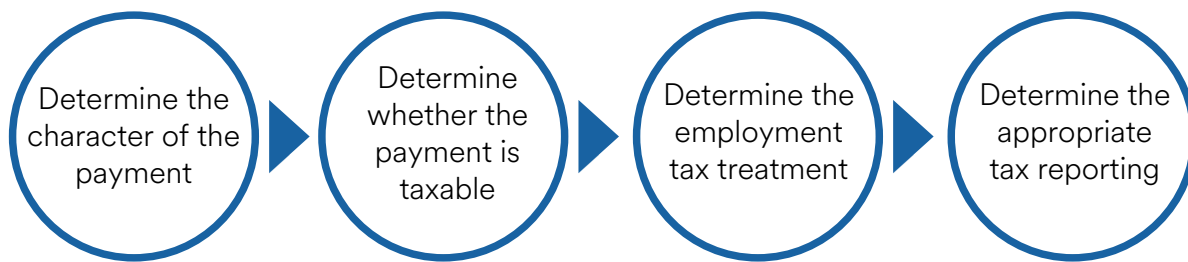 Determine the
character of the
payment
Determine
whether the
payment is
taxable
Determine the
employment
tax treatment
Determine the
appropriate
tax reporting